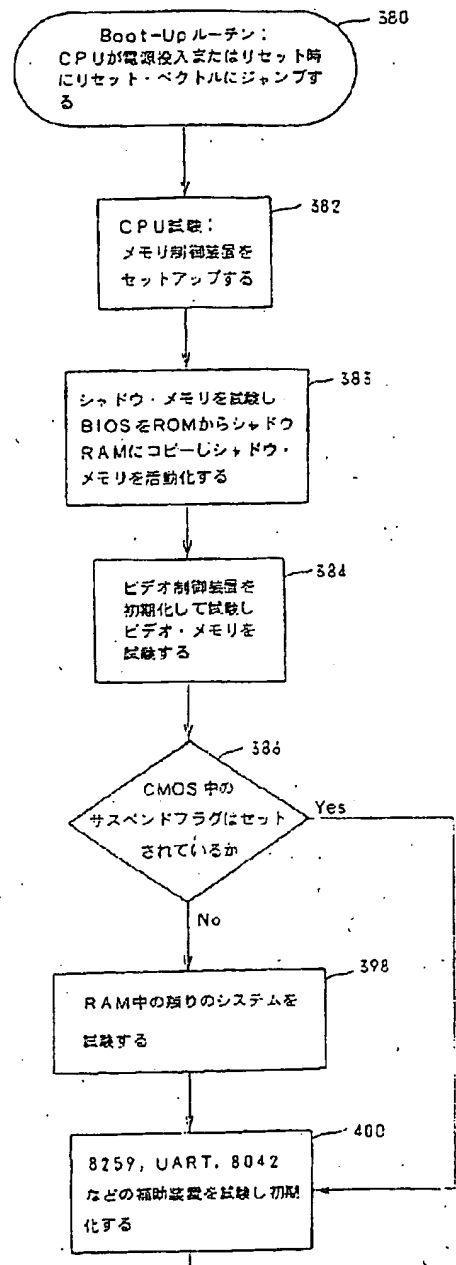 Boot-Upルーチン:
CPUが電源投入またはリセット時
にリセット・ベクトルにジャンプす
る
380
CPU試験:
メモリ制御装置を
セットアップする
382
シャドウ・メモリを試験し
BIOSをROMからシャドウ
RAMにコピーしシャドウ・
メモリを活動化する
383
ビデオ制御装置を
初期化して試験し
ビデオ・メモリを
試験する
384
CMOS中の
サスペンドフラグはセット
されているか
386
Yes
No
RAM中の残りのシステムを
試験する
398
8259, UART. 8042
などの補助装置を試験し初期
化する
400